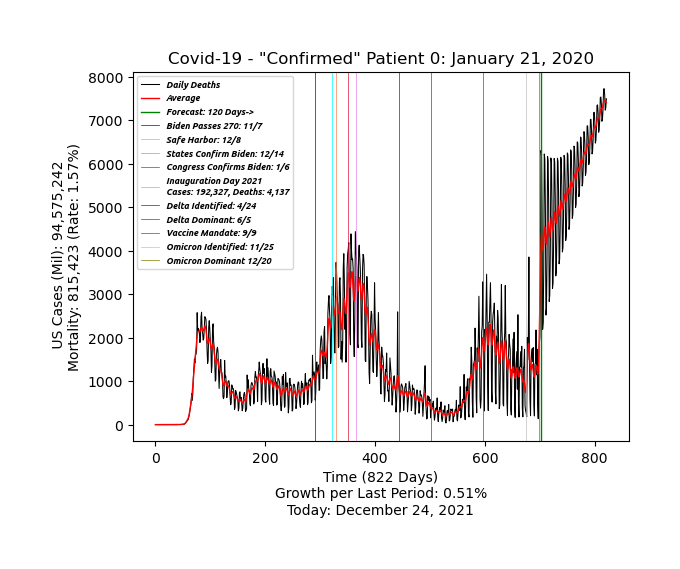 Covid-19 - "Confirmed" Patient 0: January 21, 2020
8000
7000
6000
5000
4000
3000
2000
1000
0
US Cases (Mil): 94,575,242
Mortality: 815,423 (Rate: 1.57%)
Daily Deaths
Average
Forecast: 120 Days->
Biden Passes 270: 11/7
Safe Harbor: 12/8
States Confirm Biden: 12/14
Congress Confirms Biden: 1/6
Inauguration Day 2021
Cases: 192,327, Deaths: 4,137
Delta Identified: 4/24
Delta Dominant: 6/5
Vaccine Mandate: 9/9
Omicron Identified: 11/25
Omicron Dominant 12/20
0
200
400
600
800
Time (822 Days)
Growth per Last Period: 0.51%
Today: December 24, 2021